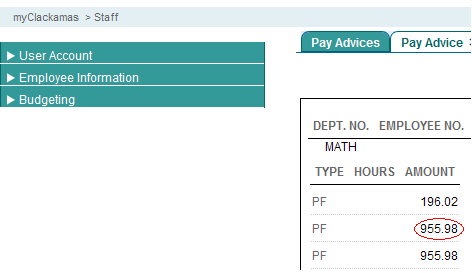 myClackamas > Staff
User Account
Employee Information
Budgeting
Pay Advices Pay Advice
DEPT. NO. EMPLOYEE NO.
MATH
TYPE HOURS AMOUNT
PF 196.02
PF 955.98
PF 955.98